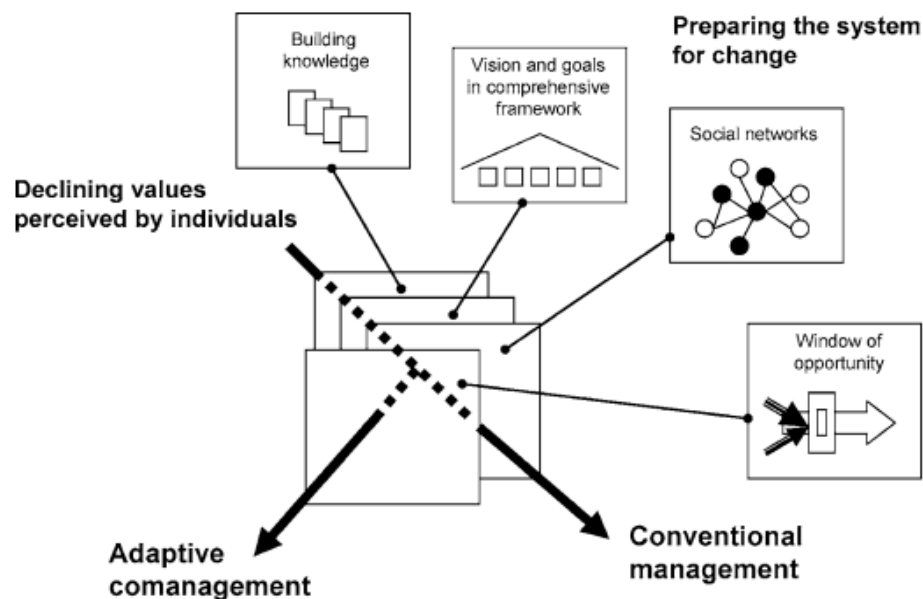 Building
knowledge
Vision and goals
in comprehensive
framework
Preparing the system
for change
Social networks
Declining values
perceived by individuals
Window of
opportunity
Adaptive
comanagement
Conventional
management